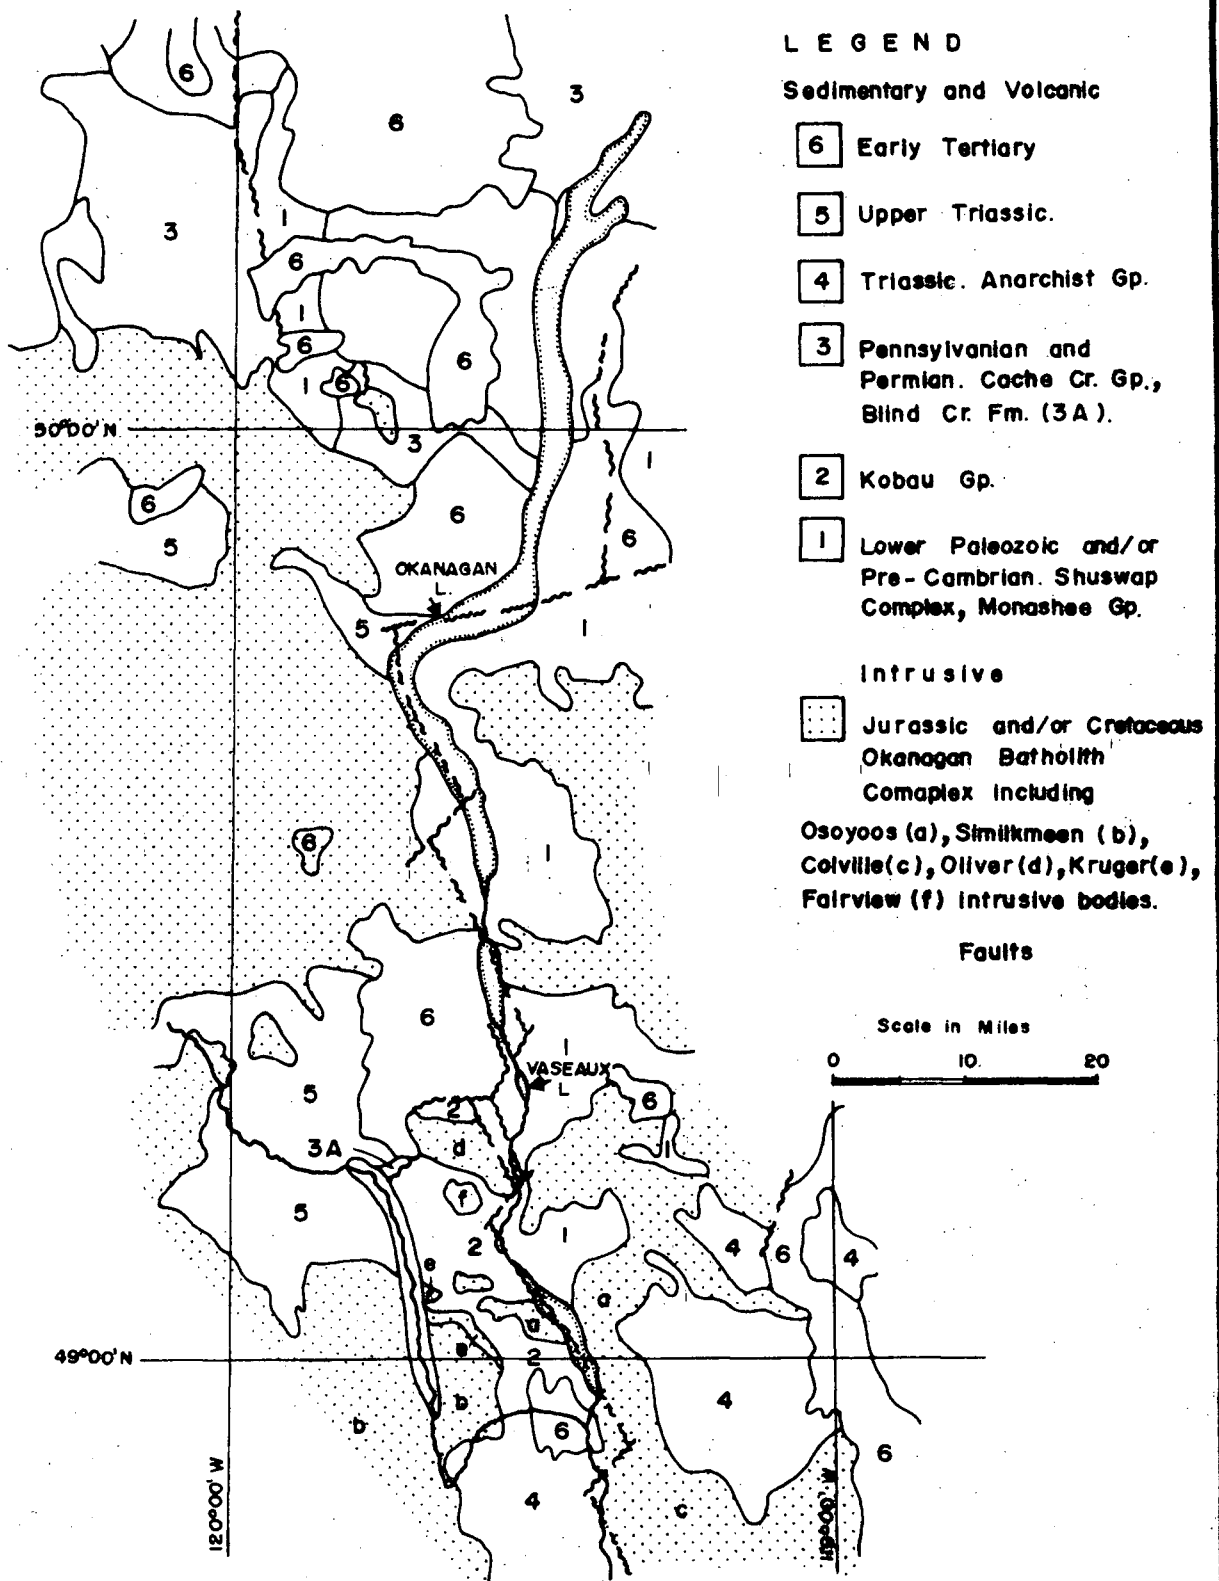 LEGEND
Sedimentary and Volcanic
6 Early Tertiary
5 Upper Triassic.
4 Triassic. Anarchist Gp.
3 Pennsylvanian and
Permian. Cache Cr. Gp.,
Blind Cr. Fm. (3A).
2 Kobau Gp.
1 Lower Paleozoic and/or
Pre-Cambrian. Shuswap
Complex, Monashee Gp.
Intrusive
Jurassic and/or Cretaceous
Okanagan Batholith
Comaplex including
Osoyoos (a), Similkmeen (b),
Colville (c), Oliver (d), Kruger (e),
Fairview (f) intrusive bodies.
Faults
Scale in Miles
0 10 20
6
3
6
3
1
6
1
6
6
1
6
50°00'N
3
1
6
6
5
6
OKANAGAN
L.
5
1
6
1
6
1
VASEAUX
L
5
2
6
3A
d
1
f
5
2
1
4
6
4
e
a
a
49°00'N
e
2
b
b
4
6
6
4
c
120°00' W
119°00' W